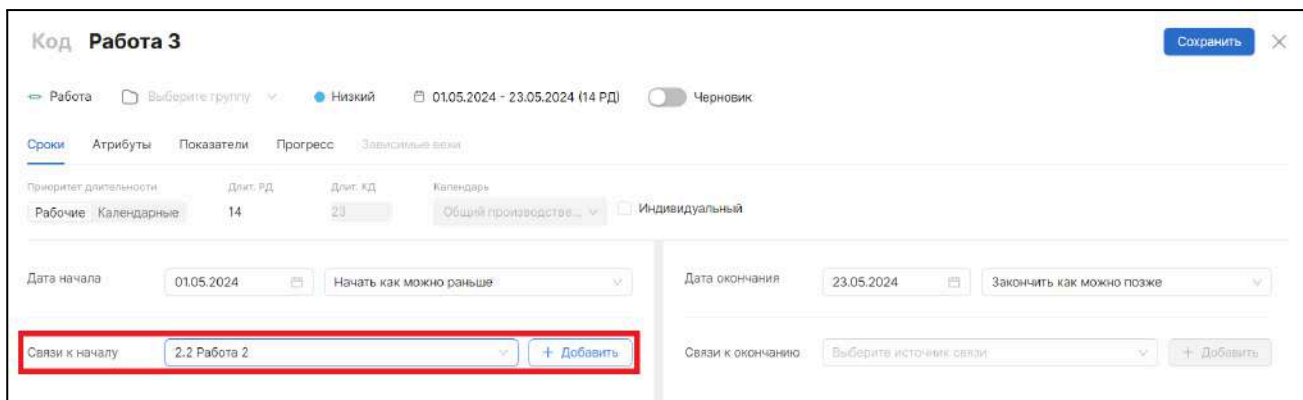 Код Работа 3 Сохранить
Работа Выберите группу Низкий 01.05.2024 - 23.05.2024 (14 РД) Черновик
Сроки Атрибуты Показатели Прогресс Зависимые вехи
Приоритет длительности Длит. РД Длит. КД Календарь
Рабочие Календарные 14 23 Общий производстве... Индивидуальный
Дата начала 01.05.2024 Начать как можно раньше Дата окончания 23.05.2024 Закончить как можно позже
Связи к началу 2.2 Работа 2 + Добавить Связи к окончанию Выберите источник связи + Добавить